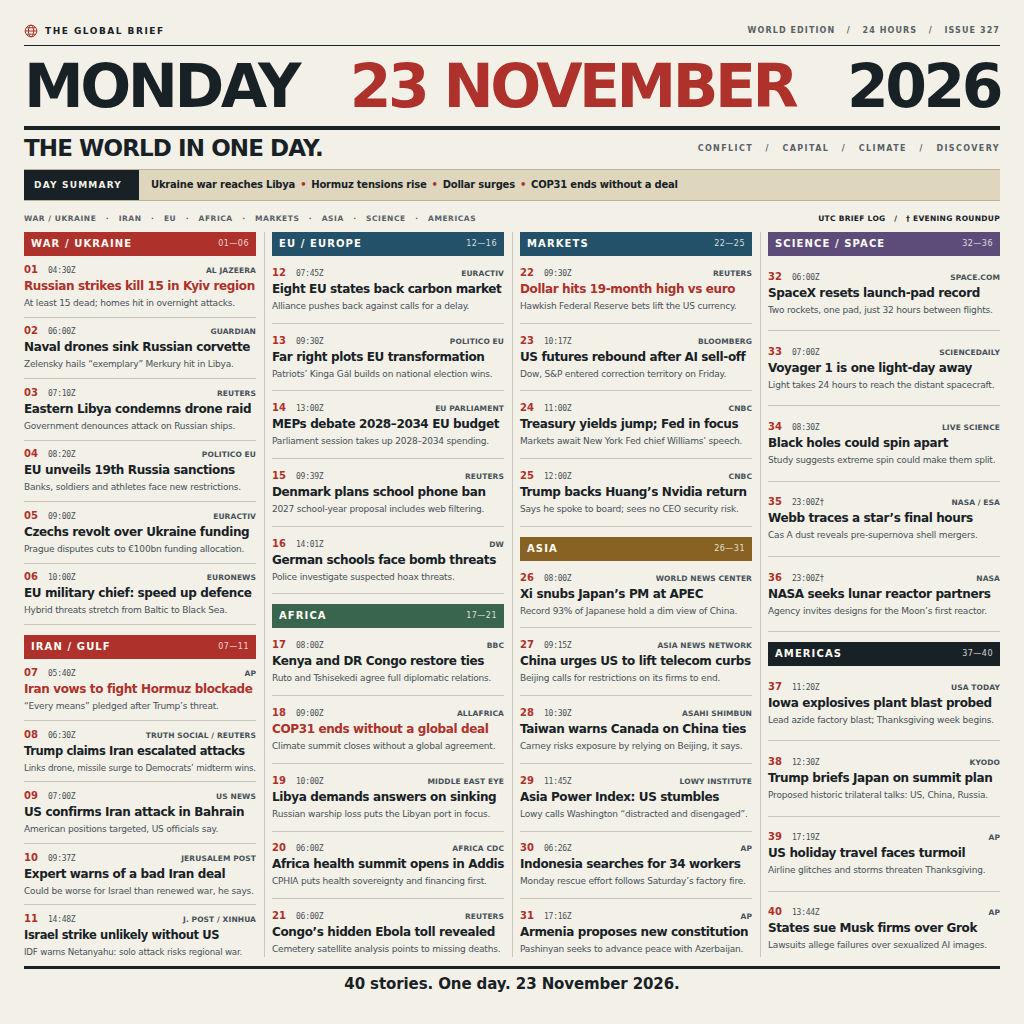 THE GLOBAL BRIEF
WORLD EDITION / 24 HOURS / ISSUE 327
MONDAY 23 NOVEMBER 2026
THE WORLD IN ONE DAY.
CONFLICT / CAPITAL / CLIMATE / DISCOVERY
DAY SUMMARY
Ukraine war reaches Libya • Hormuz tensions rise • Dollar surges • COP31 ends without a deal
WAR / UKRAINE · IRAN · EU · AFRICA · MARKETS · ASIA · SCIENCE · AMERICAS
UTC BRIEF LOG / † EVENING ROUNDUP
WAR / UKRAINE 01—06
01 04:30Z AL JAZEERA
Russian strikes kill 15 in Kyiv region
At least 15 dead; homes hit in overnight attacks.
02 06:00Z GUARDIAN
Naval drones sink Russian corvette
Zelensky hails “exemplary” Merkury hit in Libya.
03 07:10Z REUTERS
Eastern Libya condemns drone raid
Government denounces attack on Russian ships.
04 08:20Z POLITICO EU
EU unveils 19th Russia sanctions
Banks, soldiers and athletes face new restrictions.
05 09:00Z EURACTIV
Czechs revolt over Ukraine funding
Prague disputes cuts to €100bn funding allocation.
06 10:00Z EURONEWS
EU military chief: speed up defence
Hybrid threats stretch from Baltic to Black Sea.
IRAN / GULF 07—11
07 05:40Z AP
Iran vows to fight Hormuz blockade
“Every means” pledged after Trump’s threat.
08 06:30Z TRUTH SOCIAL / REUTERS
Trump claims Iran escalated attacks
Links drone, missile surge to Democrats’ midterm wins.
09 07:00Z US NEWS
US confirms Iran attack in Bahrain
American positions targeted, US officials say.
10 09:37Z JERUSALEM POST
Expert warns of a bad Iran deal
Could be worse for Israel than renewed war, he says.
11 14:48Z J. POST / XINHUA
Israel strike unlikely without US
IDF warns Netanyahu: solo attack risks regional war.
EU / EUROPE 12—16
12 07:45Z EURACTIV
Eight EU states back carbon market
Alliance pushes back against calls for a delay.
13 09:30Z POLITICO EU
Far right plots EU transformation
Patriots’ Kinga Gál builds on national election wins.
14 13:00Z EU PARLIAMENT
MEPs debate 2028–2034 EU budget
Parliament session takes up 2028–2034 spending.
15 09:39Z REUTERS
Denmark plans school phone ban
2027 school-year proposal includes web filtering.
16 14:01Z DW
German schools face bomb threats
Police investigate suspected hoax threats.
AFRICA 17—21
17 08:00Z BBC
Kenya and DR Congo restore ties
Ruto and Tshisekedi agree full diplomatic relations.
18 09:00Z ALLAFRICA
COP31 ends without a global deal
Climate summit closes without a global agreement.
19 10:00Z MIDDLE EAST EYE
Libya demands answers on sinking
Russian warship loss puts the Libyan port in focus.
20 06:00Z AFRICA CDC
Africa health summit opens in Addis
CPHIA puts health sovereignty and financing first.
21 06:00Z REUTERS
Congo’s hidden Ebola toll revealed
Cemetery satellite analysis points to missing deaths.
MARKETS 22—25
22 09:30Z REUTERS
Dollar hits 19-month high vs euro
Hawkish Federal Reserve bets lift the US currency.
23 10:17Z BLOOMBERG
US futures rebound after AI sell-off
Dow, S&P entered correction territory on Friday.
24 11:00Z CNBC
Treasury yields jump; Fed in focus
Markets await New York Fed chief Williams’ speech.
25 12:00Z CNBC
Trump backs Huang’s Nvidia return
Says he spoke to board; sees no CEO security risk.
ASIA 26—31
26 08:00Z WORLD NEWS CENTER
Xi snubs Japan’s PM at APEC
Record 93% of Japanese hold a dim view of China.
27 09:15Z ASIA NEWS NETWORK
China urges US to lift telecom curbs
Beijing calls for restrictions on its firms to end.
28 10:30Z ASAHI SHIMBUN
Taiwan warns Canada on China ties
Carney risks exposure by relying on Beijing, it says.
29 11:45Z LOWY INSTITUTE
Asia Power Index: US stumbles
Lowy calls Washington “distracted and disengaged”.
30 06:26Z AP
Indonesia searches for 34 workers
Monday rescue effort follows Saturday’s factory fire.
31 17:16Z AP
Armenia proposes new constitution
Pashinyan seeks to advance peace with Azerbaijan.
SCIENCE / SPACE 32—36
32 06:00Z SPACE.COM
SpaceX resets launch-pad record
Two rockets, one pad, just 32 hours between flights.
33 07:00Z SCIENCEDAILY
Voyager 1 is one light-day away
Light takes 24 hours to reach the distant spacecraft.
34 08:30Z LIVE SCIENCE
Black holes could spin apart
Study suggests extreme spin could make them split.
35 23:00Z† NASA / ESA
Webb traces a star’s final hours
Cas A dust reveals pre-supernova shell mergers.
36 23:00Z† NASA
NASA seeks lunar reactor partners
Agency invites designs for the Moon’s first reactor.
AMERICAS 37—40
37 11:20Z USA TODAY
Iowa explosives plant blast probed
Lead azide factory blast; Thanksgiving week begins.
38 12:30Z KYODO
Trump briefs Japan on summit plan
Proposed historic trilateral talks: US, China, Russia.
39 17:19Z AP
US holiday travel faces turmoil
Airline glitches and storms threaten Thanksgiving.
40 13:44Z AP
States sue Musk firms over Grok
Lawsuits allege failures over sexualized AI images.
40 stories. One day. 23 November 2026.